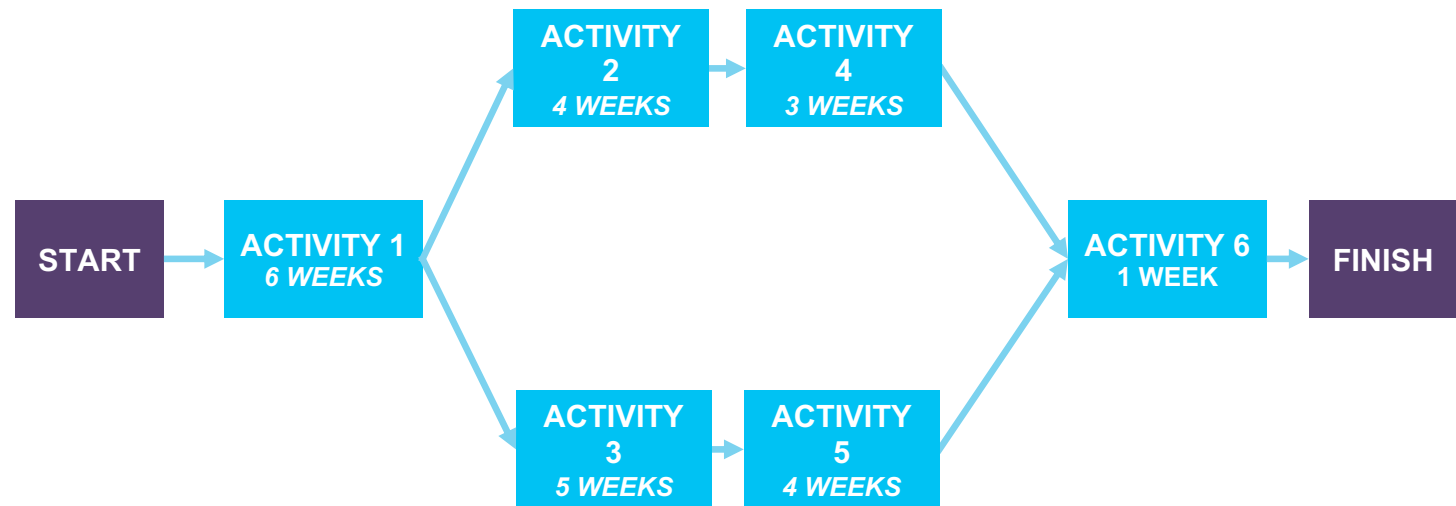 START
ACTIVITY 1
6 WEEKS
ACTIVITY
2
4 WEEKS
ACTIVITY
4
3 WEEKS
ACTIVITY
3
5 WEEKS
ACTIVITY
5
4 WEEKS
ACTIVITY 6
1 WEEK
FINISH